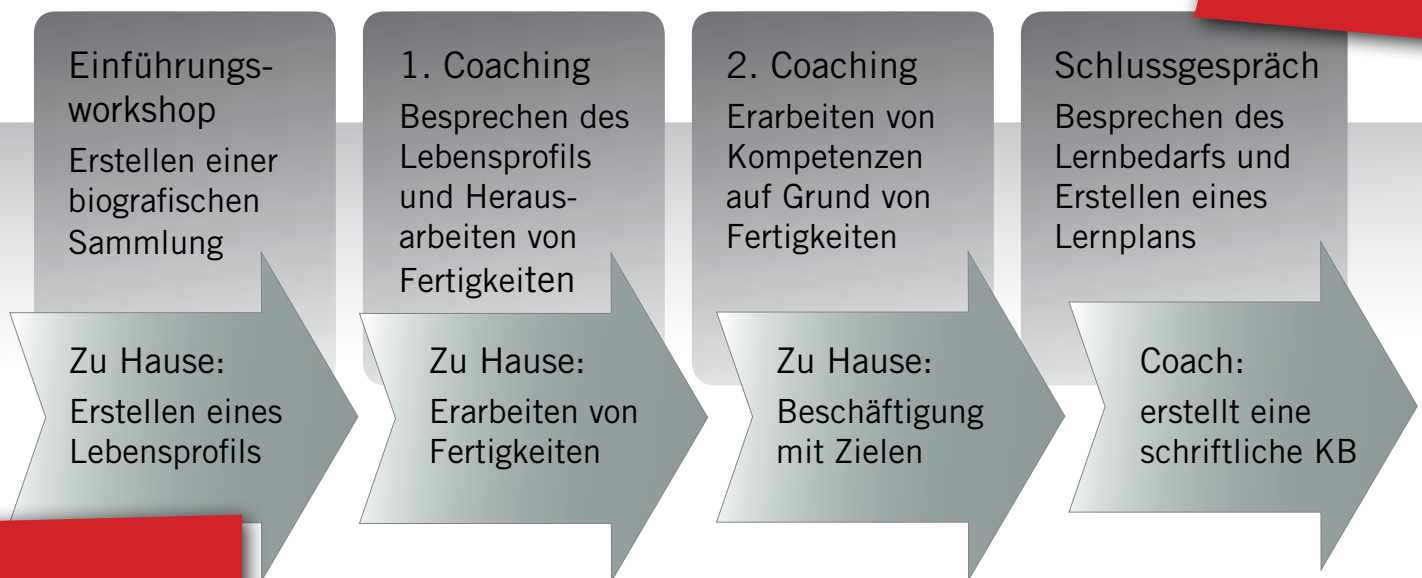 Einführungs-
workshop
Erstellen einer
biografischen
Sammlung
Zu Hause:
Erstellen eines
Lebensprofils
1. Coaching
Besprechen des
Lebensprofils
und Heraus-
arbeiten von
Fertigkeiten
Zu Hause:
Erarbeiten von
Fertigkeiten
2. Coaching
Erarbeiten von
Kompetenzen
auf Grund von
Fertigkeiten
Zu Hause:
Beschäftigung
mit Zielen
Schlussgespräch
Besprechen des
Lernbedarfs und
Erstellen eines
Lernplans
Coach:
erstellt eine
schriftliche KB